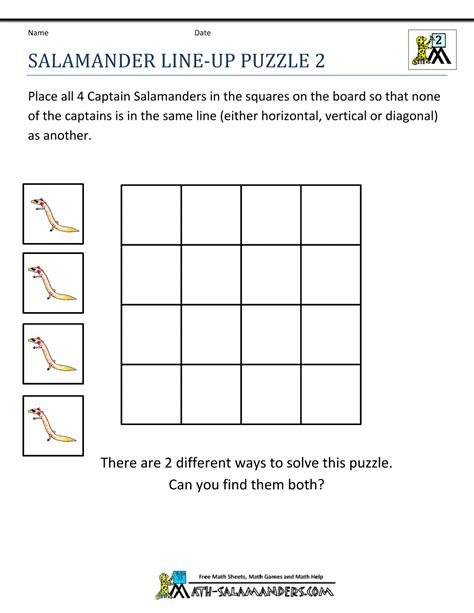 Name Date
SALAMANDER LINE-UP PUZZLE 2
2
Place all 4 Captain Salamanders in the squares on the board so that none
of the captains is in the same line (either horizontal, vertical or diagonal)
as another.
There are 2 different ways to solve this puzzle.
Can you find them both?
Free Math Sheets, Math Games and Math Help
MATH-SALAMANDERS.COM